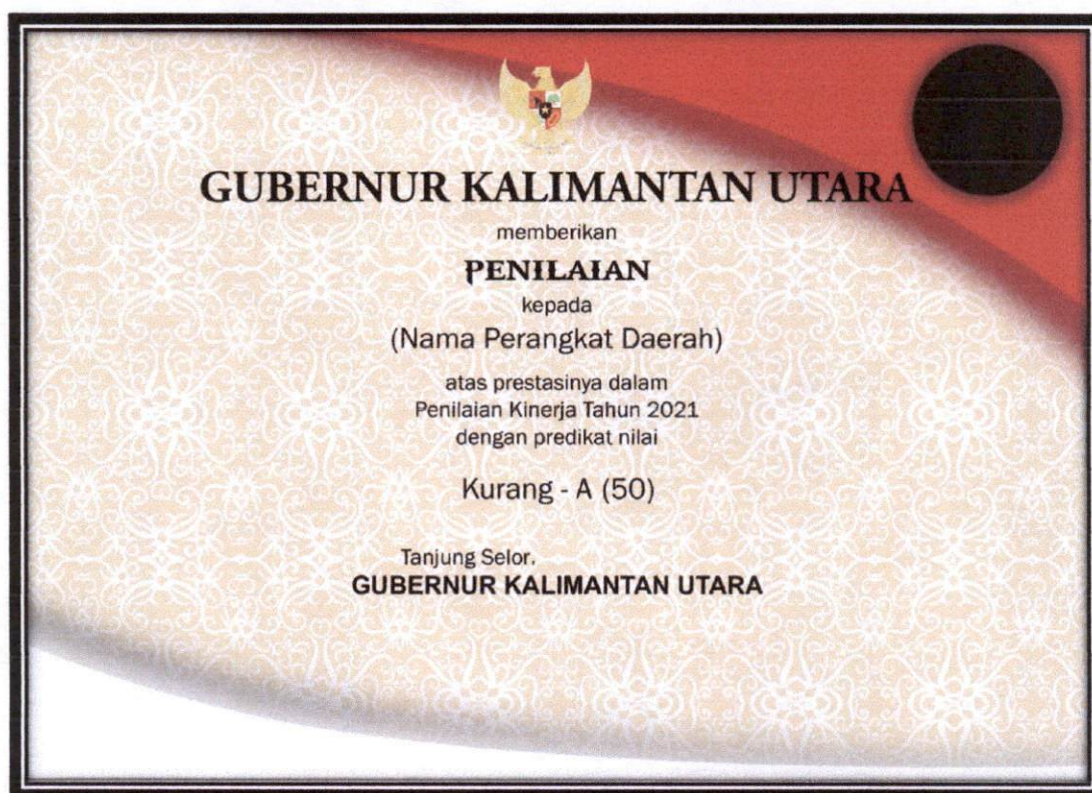 GUBERNUR KALIMANTAN UTARA
memberikan
PENILAIAN
kepada
(Nama Perangkat Daerah)
atas prestasinya dalam
Penilaian Kinerja Tahun 2021
dengan predikat nilai
Kurang - A (50)
Tanjung Selor.
GUBERNUR KALIMANTAN UTARA